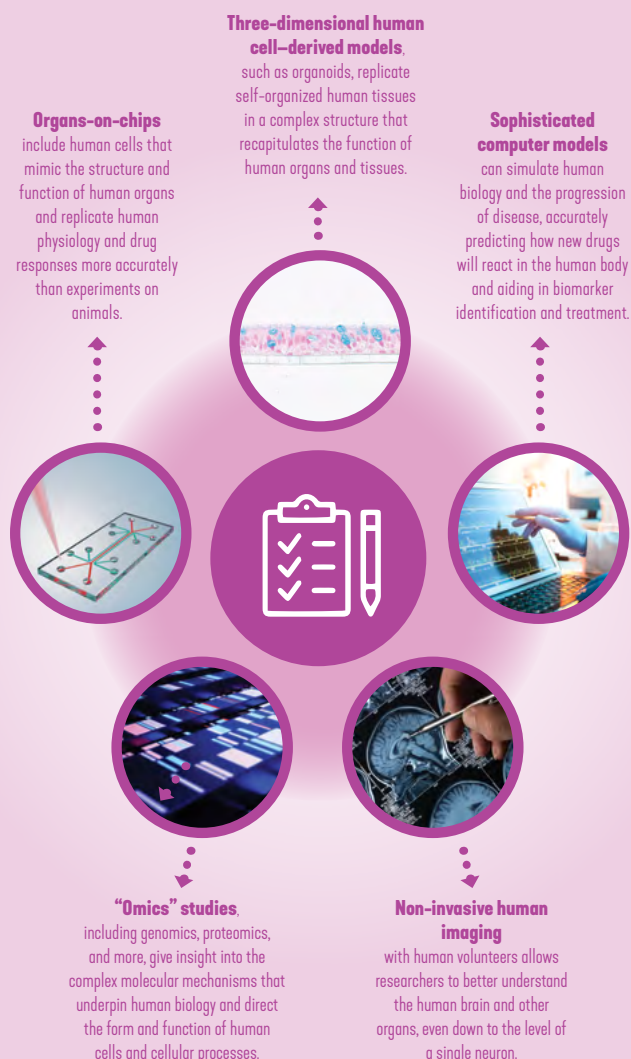 Three-dimensional human
cell–derived models,
such as organoids, replicate
self-organized human tissues
in a complex structure that
recapitulates the function of
human organs and tissues.
Organs-on-chips
include human cells that
mimic the structure and
function of human organs
and replicate human
physiology and drug
responses more accurately
than experiments on
animals.
Sophisticated
computer models
can simulate human
biology and the progression
of disease, accurately
predicting how new drugs
will react in the human body
and aiding in biomarker
identification and treatment.
“Omics” studies,
including genomics, proteomics,
and more, give insight into the
complex molecular mechanisms that
underpin human biology and direct
the form and function of human
cells and cellular processes.
Non-invasive human
imaging
with human volunteers allows
researchers to better understand
the human brain and other
organs, even down to the level of
a single neuron.